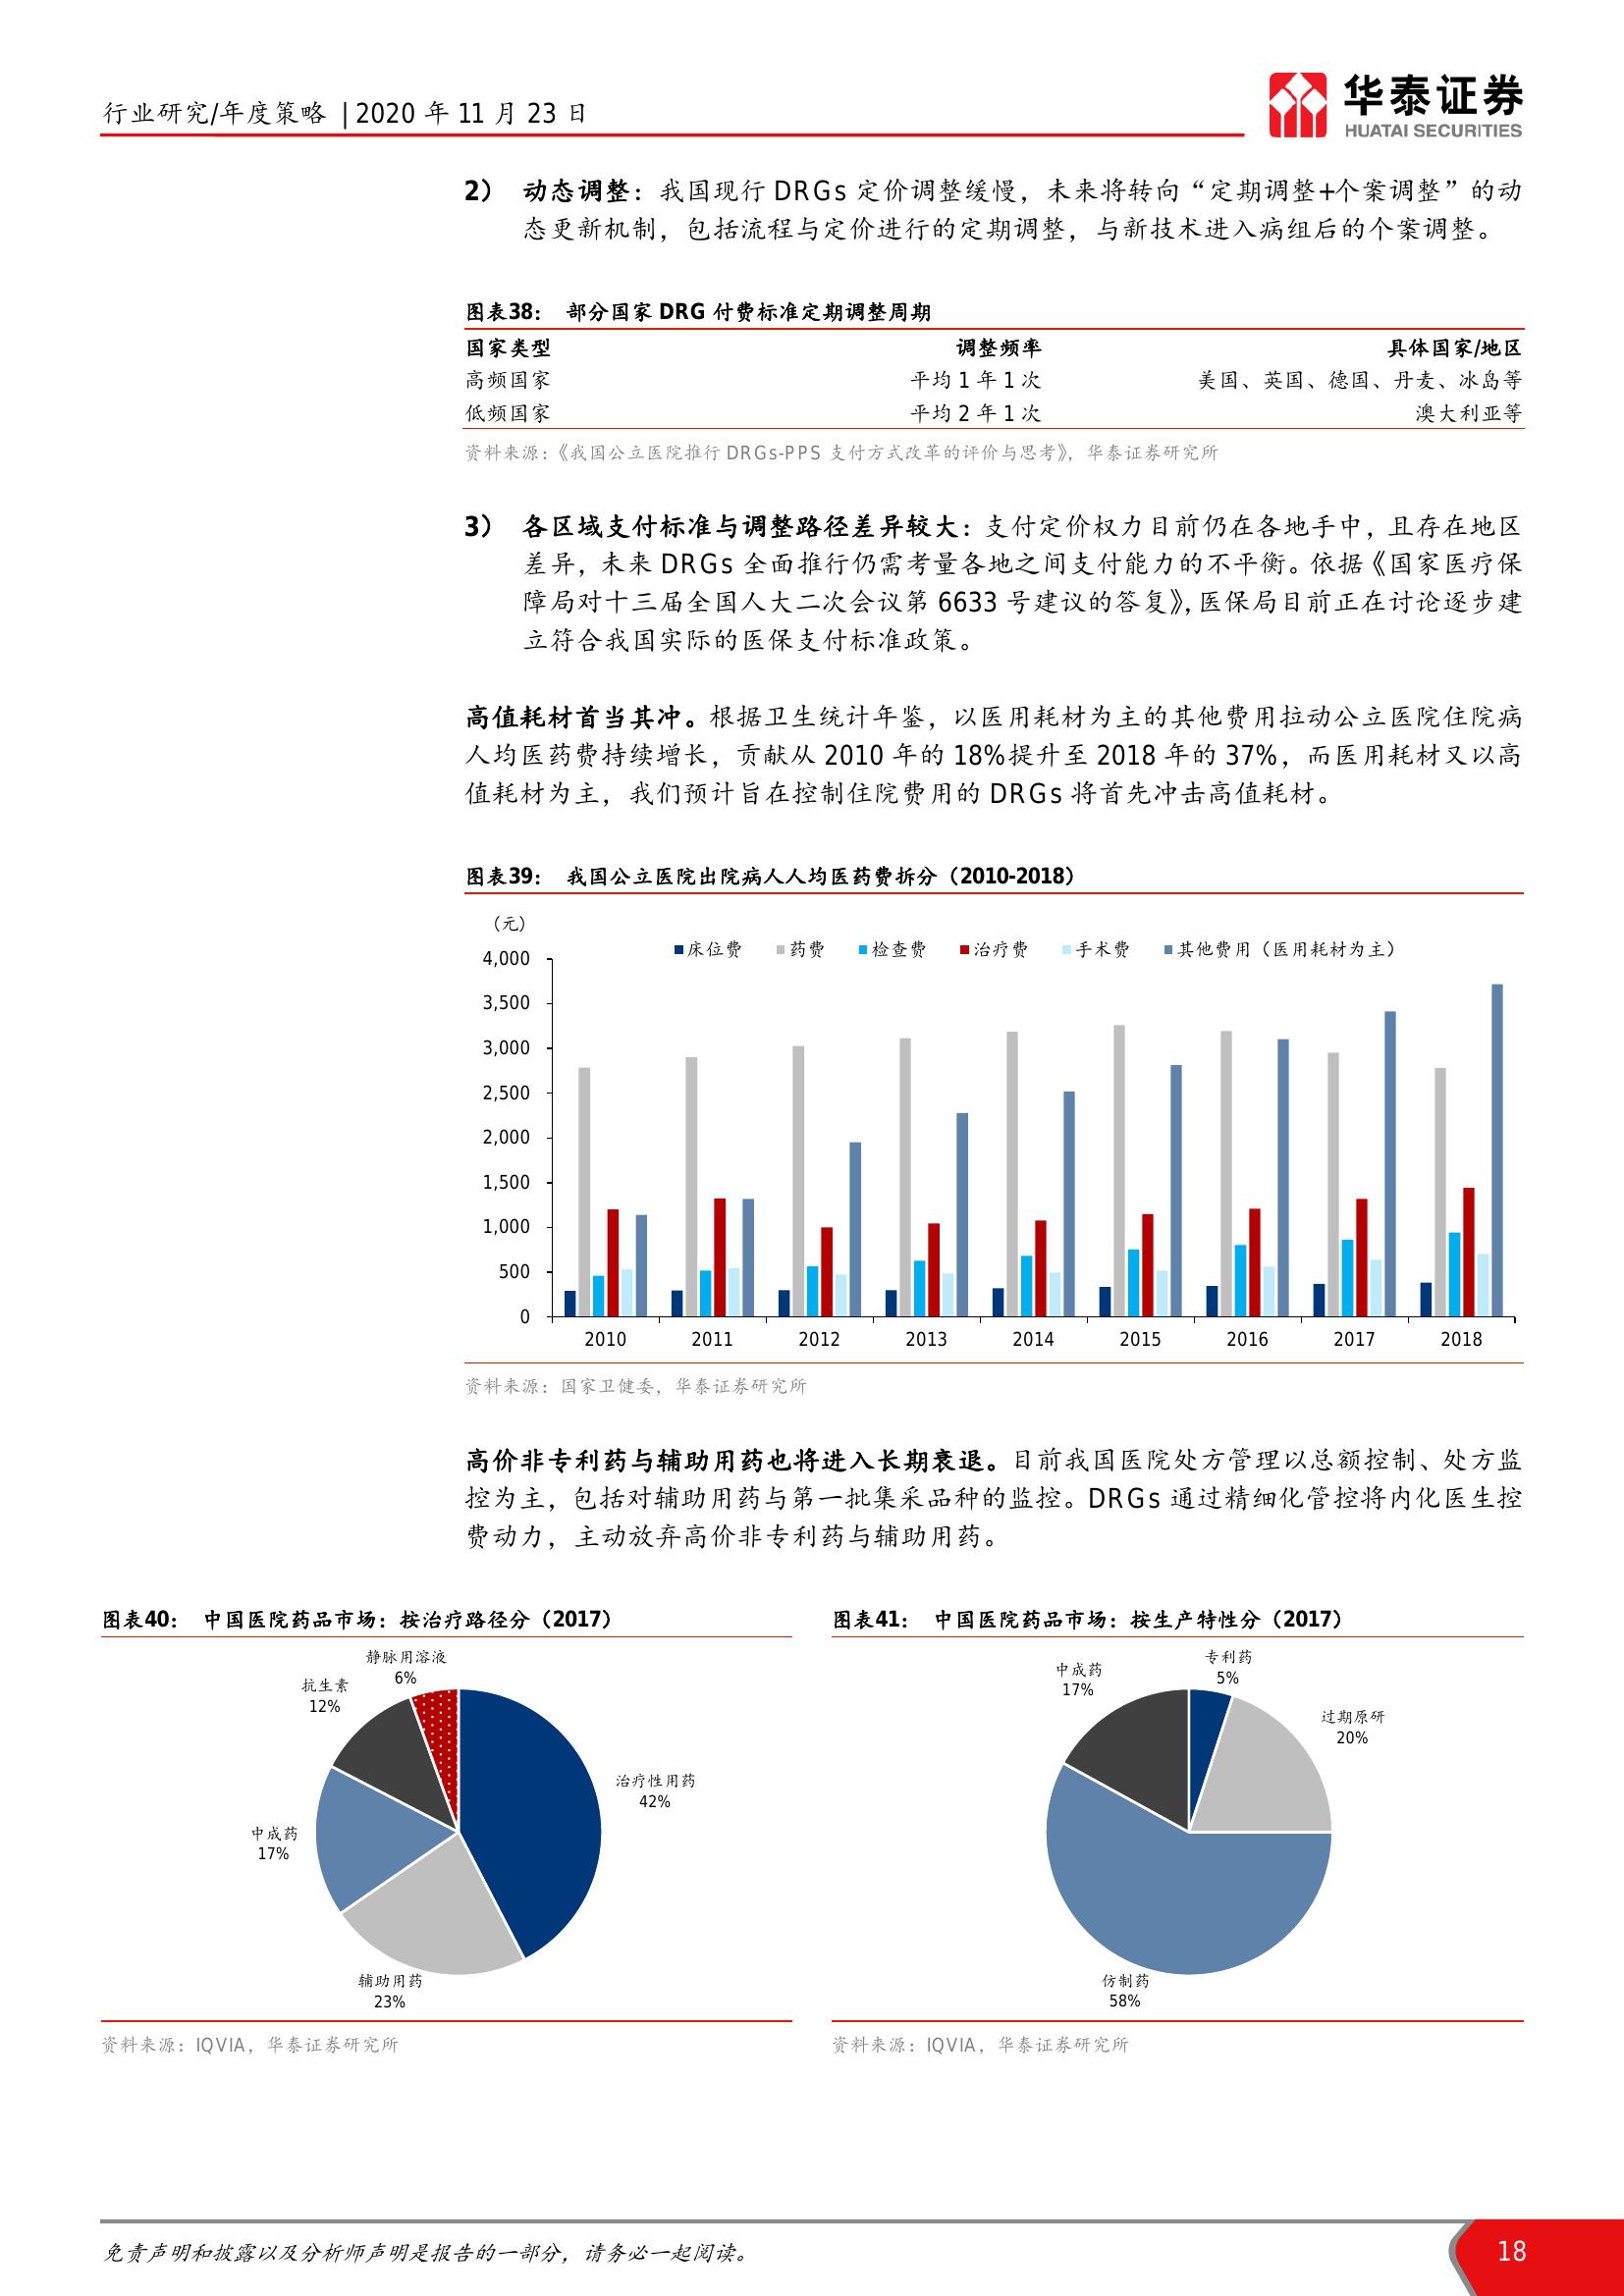 行业研究/年度策略 | 2020 年 11 月 23 日
华泰证券
HUATAI SECURITIES
2） 动态调整：我国现行 DRGs 定价调整缓慢，未来将转向“定期调整+个案调整”的动
态更新机制，包括流程与定价进行的定期调整，与新技术进入病组后的个案调整。
图表38： 部分国家 DRG 付费标准定期调整周期
国家类型 调整频率 具体国家/地区
高频国家 平均 1 年 1 次 美国、英国、德国、丹麦、冰岛等
低频国家 平均 2 年 1 次 澳大利亚等
资料来源：《我国公立医院推行 DRGs-PPS 支付方式改革的评价与思考》，华泰证券研究所
3） 各区域支付标准与调整路径差异较大：支付定价权力目前仍在各地手中，且存在地区
差异，未来 DRGs 全面推行仍需考量各地之间支付能力的不平衡。依据《国家医疗保
障局对十三届全国人大二次会议第 6633 号建议的答复》，医保局目前正在讨论逐步建
立符合我国实际的医保支付标准政策。
高值耗材首当其冲。根据卫生统计年鉴，以医用耗材为主的其他费用拉动公立医院住院病
人均医药费持续增长，贡献从 2010 年的 18%提升至 2018 年的 37%，而医用耗材又以高
值耗材为主，我们预计旨在控制住院费用的 DRGs 将首先冲击高值耗材。
图表39： 我国公立医院出院病人人均医药费拆分（2010-2018）
（元）
床位费 药费 检查费 治疗费 手术费 其他费用（医用耗材为主）
4,000
3,500
3,000
2,500
2,000
1,500
1,000
500
0
2010 2011 2012 2013 2014 2015 2016 2017 2018
资料来源：国家卫健委，华泰证券研究所
高价非专利药与辅助用药也将进入长期衰退。目前我国医院处方管理以总额控制、处方监
控为主，包括对辅助用药与第一批集采品种的监控。DRGs 通过精细化管控将内化医生控
费动力，主动放弃高价非专利药与辅助用药。
图表40： 中国医院药品市场：按治疗路径分（2017）
静脉用溶液
6%
抗生素
12%
治疗性用药
42%
中成药
17%
辅助用药
23%
资料来源：IQVIA，华泰证券研究所
图表41： 中国医院药品市场：按生产特性分（2017）
专利药
5%
中成药
17%
过期原研
20%
仿制药
58%
资料来源：IQVIA，华泰证券研究所
免责声明和披露以及分析师声明是报告的一部分，请务必一起阅读。
18